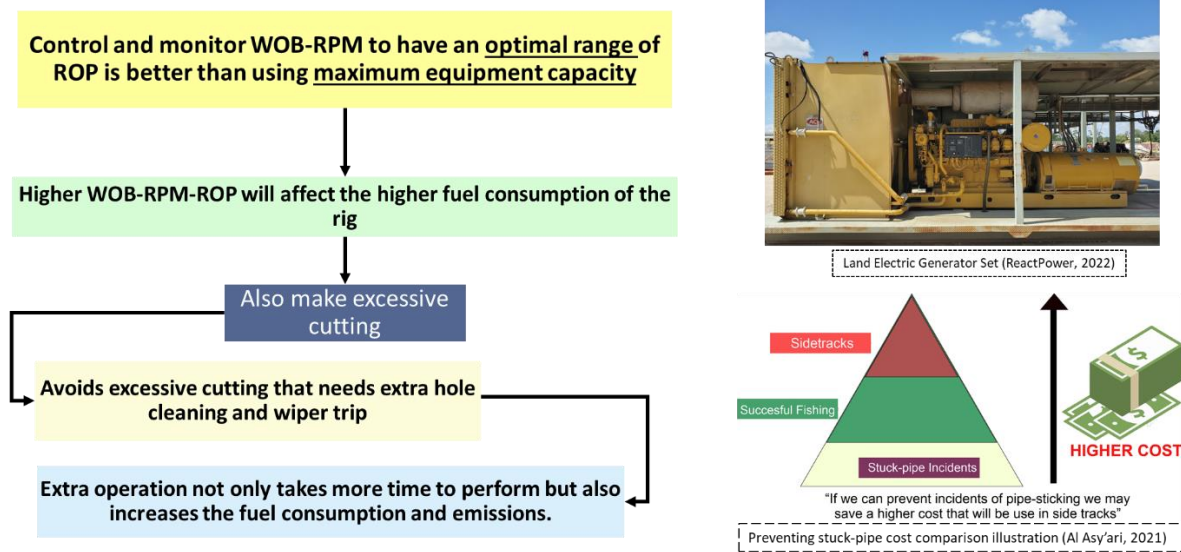 Control and monitor WOB-RPM to have an optimal range of
ROP is better than using maximum equipment capacity
Higher WOB-RPM-ROP will affect the higher fuel consumption of the
rig
Also make excessive
cutting
Avoids excessive cutting that needs extra hole
cleaning and wiper trip
Extra operation not only takes more time to perform but also
increases the fuel consumption and emissions.
Land Electric Generator Set (ReactPower, 2022)
Sidetracks
Succesful Fishing
Stuck-pipe Incidents
HIGHER COST
“If we can prevent incidents of pipe-sticking we may
save a higher cost that will be use in side tracks”
Preventing stuck-pipe cost comparison illustration (Al Asy’ari, 2021)